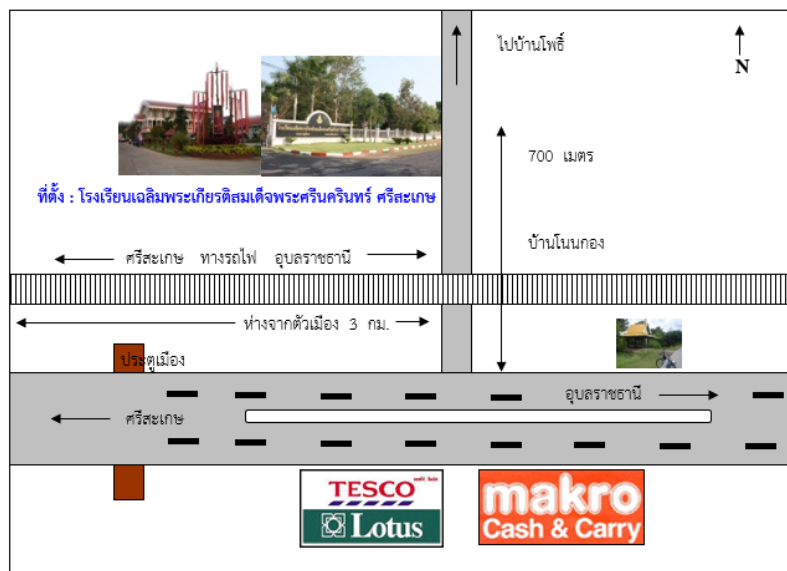 ไปบ้านโพธิ์
N
700 เมตร
ที่ตั้ง : โรงเรียนเฉลิมพระเกียรติสมเด็จพระศรีนครินทร์ ศรีสะเกษ
บ้านโนนกอง
ศรีสะเกษ ทางรถไฟ อุบลราชธานี
ห่างจากตัวเมือง 3 กม.
ประตูเมือง
อุบลราชธานี
ศรีสะเกษ
TESCO
Lotus
makro
Cash & Carry